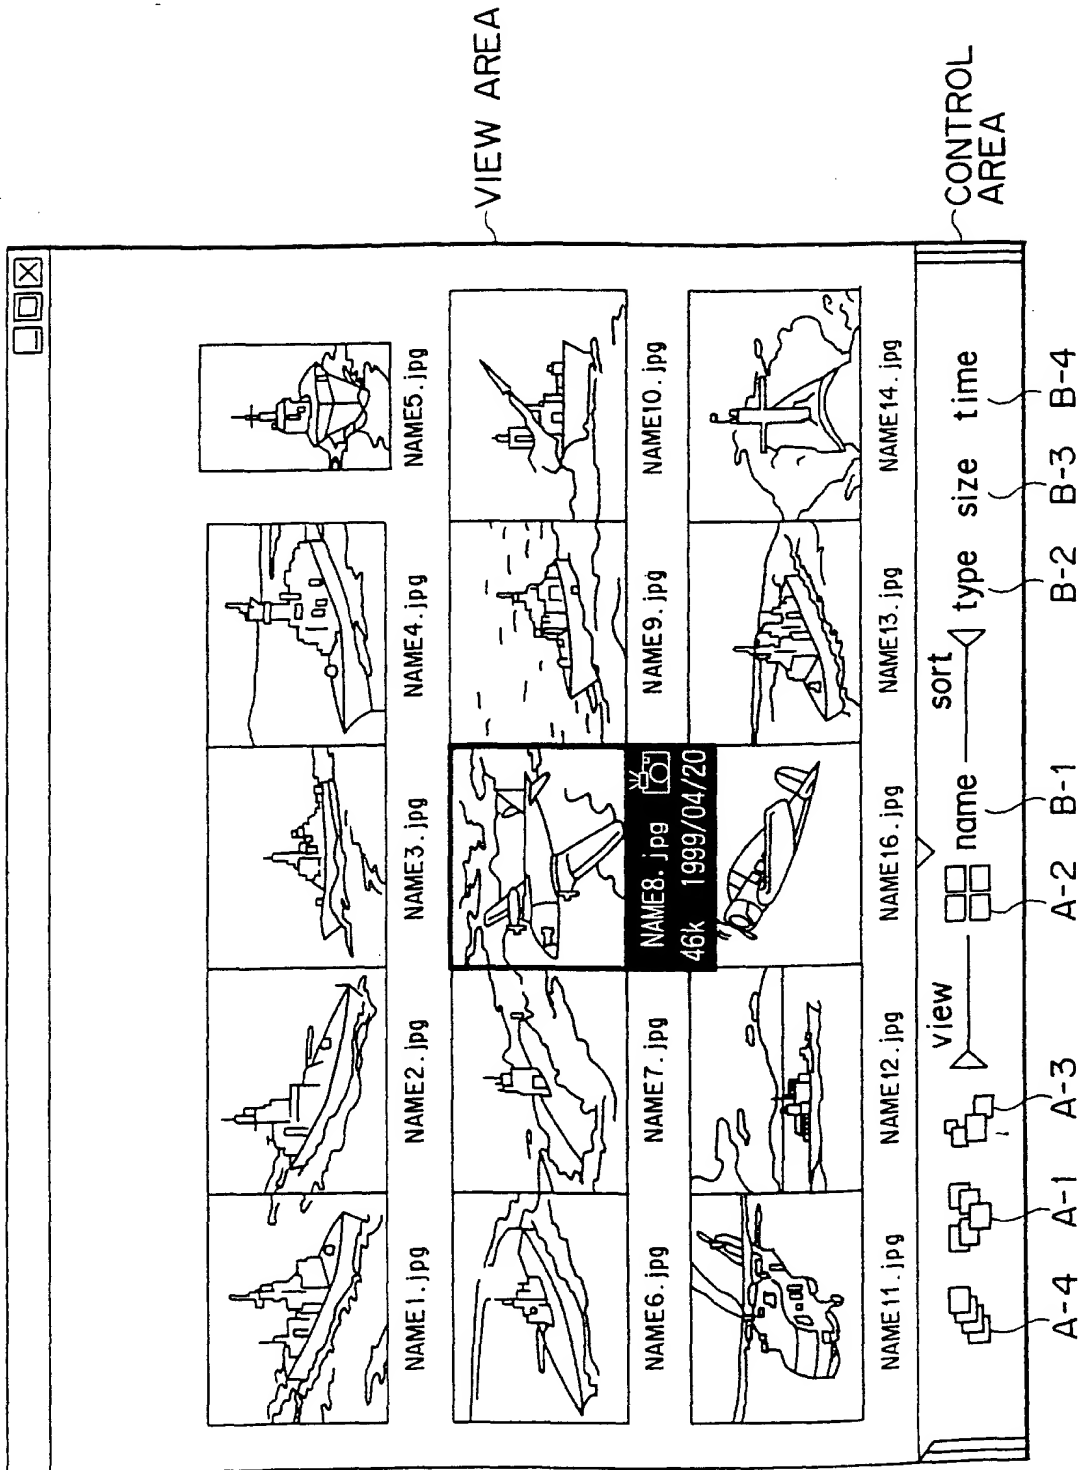 VIEW AREA
NAME1.jpg NAME2.jpg NAME3.jpg NAME4.jpg NAME5.jpg
NAME6.jpg NAME7.jpg NAME8.jpg NAME9.jpg NAME10.jpg
46k 1999/04/20
NAME11.jpg NAME12.jpg NAME16.jpg NAME13.jpg NAME14.jpg
view sort
name type size time
CONTROL
AREA
A-4 A-1 A-3 A-2 B-1 B-2 B-3 B-4